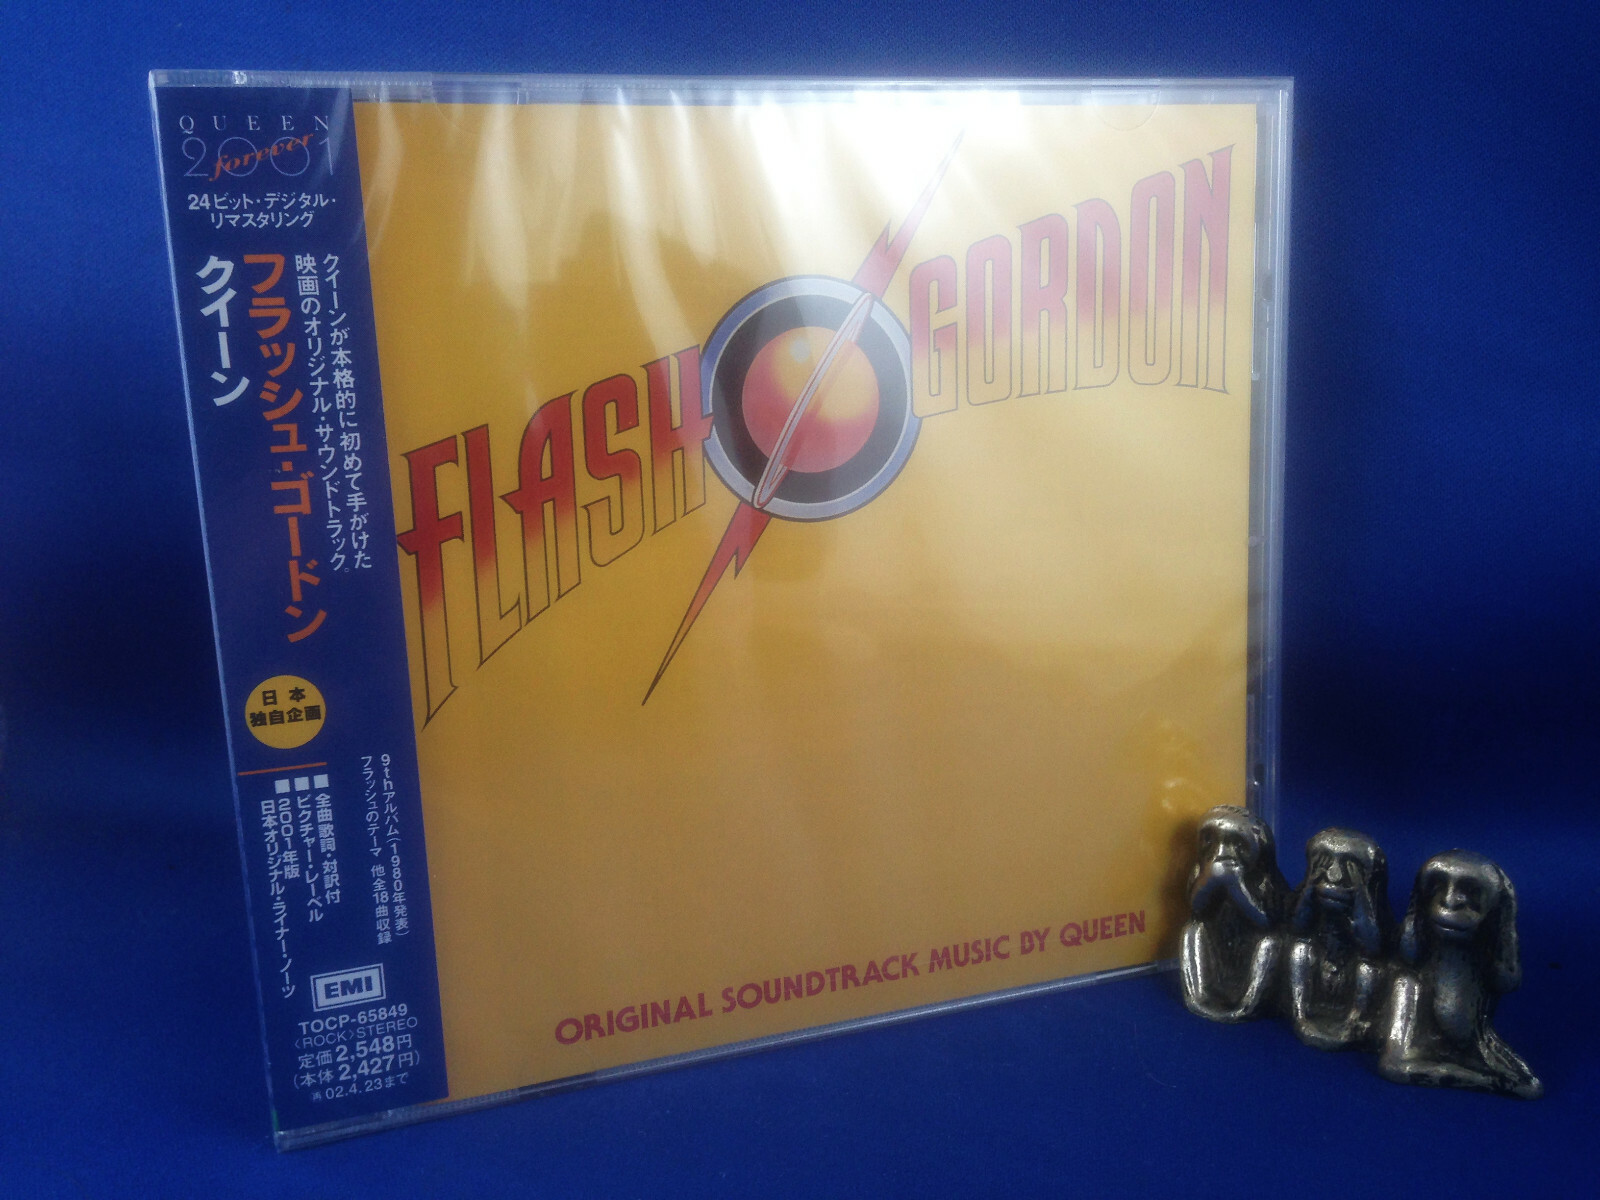 QUEEN
2001
forever
24ビット・デジタル・
リマスタリング
クイーンが本格的に初めて手がけた
映画のオリジナル・サウンドトラック。
フラッシュ・ゴードン
クイーン
日本
独自企画
9thアルバム(1980年発表)
フラッシュのテーマ 他全18曲収録
■全曲歌詞・対訳付
■ピクチャー・レーベル
■2001年版
日本オリジナル・ライナー・ノーツ
EMI
TOCP-65849
〈ROCK〉STEREO
定価2,548円
(本体2,427円)
再02.4.23まで
FLASH GORDON
ORIGINAL SOUNDTRACK MUSIC BY QUEEN